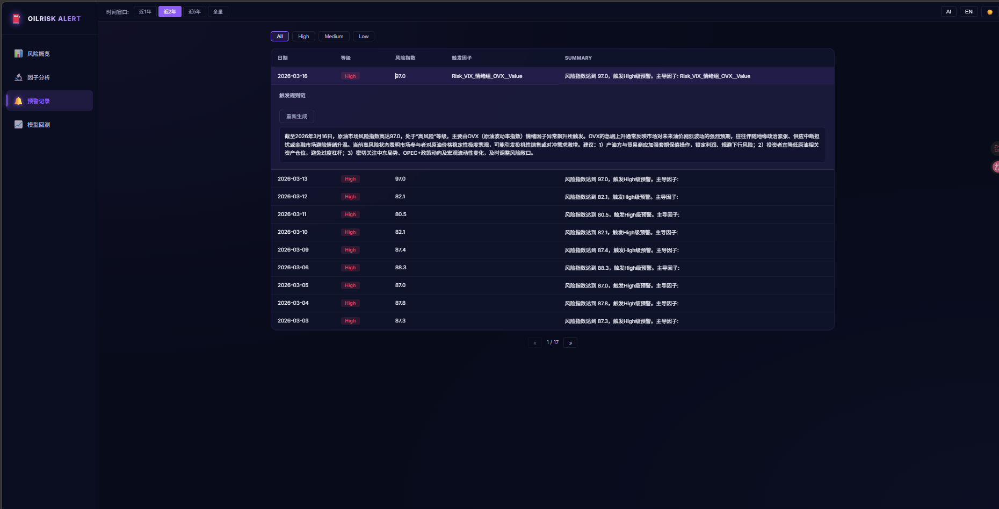 OILRISK ALERT
时间窗口:
近1年
近2年
近5年
全量
AI
EN
风险概览
因子分析
预警记录
模型回测
All
High
Medium
Low
日期 等级 风险指数 触发因子 SUMMARY
2026-03-16 High 97.0 Risk_VIX_情绪组_OVX__Value 风险指数达到 97.0，触发High级预警。主导因子: Risk_VIX_情绪组_OVX__Value
触发规则链
重新生成
截至2026年3月16日，原油市场风险指数高达97.0，处于“高风险”等级，主要由OVX（原油波动率指数）情绪因子异常飙升所触发。OVX的急剧上升通常反映市场对未来油价剧烈波动的强烈预期，往往伴随地缘政治紧张、供应中断担
忧或金融市场避险情绪升温。当前高风险状态表明市场参与者对原油价格稳定性极度悲观，可能引发投机性抛售或对冲需求激增。建议：1）产油方与贸易商应加强套期保值操作，锁定利润、规避下行风险；2）投资者宜降低原油相关
资产仓位，避免过度杠杆；3）密切关注中东局势、OPEC+政策动向及宏观流动性变化，及时调整风险敞口。
2026-03-13 High 97.0 风险指数达到 97.0，触发High级预警。主导因子:
2026-03-12 High 82.1 风险指数达到 82.1，触发High级预警。主导因子:
2026-03-11 High 80.5 风险指数达到 80.5，触发High级预警。主导因子:
2026-03-10 High 82.1 风险指数达到 82.1，触发High级预警。主导因子:
2026-03-09 High 87.4 风险指数达到 87.4，触发High级预警。主导因子:
2026-03-06 High 88.3 风险指数达到 88.3，触发High级预警。主导因子:
2026-03-05 High 87.0 风险指数达到 87.0，触发High级预警。主导因子:
2026-03-04 High 87.8 风险指数达到 87.8，触发High级预警。主导因子:
2026-03-03 High 87.3 风险指数达到 87.3，触发High级预警。主导因子:
« 1 / 17 »